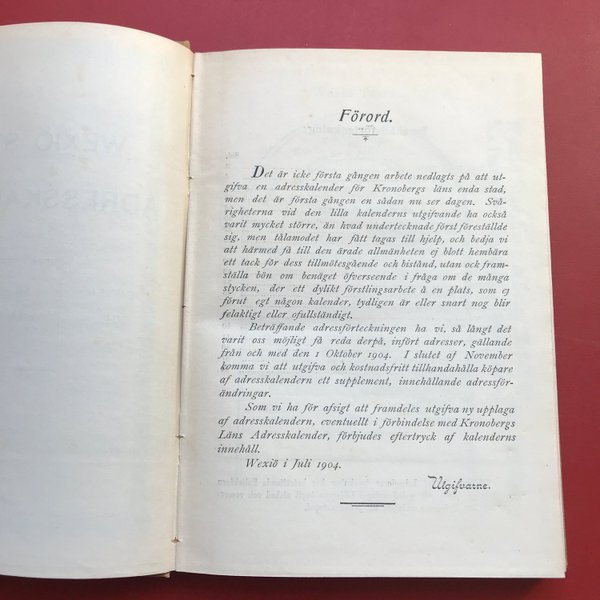 Förord.
Det är icke första gången arbete nedlagts på att ut-
gifva en adresskalender för Kronobergs läns enda stad,
men det är första gången en sådan nu ser dagen. Svå-
righeterna vid den lilla kalenderns utgifvande ha också
varit mycket större, än hvad undertecknade först föreställde
sig, men tålamodet har fått tagas till hjelp, och bedja vi
att härmed få till den ärade allmänheten ej blott hembära
ett tack för dess tillmötesgående och bistånd, utan ock fram-
ställa bön om benäget öfverseende i fråga om de många
stycken, der ett dylikt förstlingsarbete å en plats, som ej
förut egt någon kalender, tydligen är eller snart nog blir
felaktigt eller ofullständigt.
Beträffande adressförteckningen ha vi, så långt det
varit oss möjligt få reda derpå, infört adresser, gällande
från och med den 1 Oktober 1904. I slutet af November
komma vi att utgifva och kostnadsfritt tillhandahålla köpare
af adresskalendern ett supplement, innehållande adressför-
ändringar.
Som vi ha för afsigt att framdeles utgifva ny upplaga
af adresskalendern, eventuelt i förbindelse med Kronobergs
Läns Adresskalender, förbjudes eftertryck af kalenderns
innehåll.
Wexiö i Juli 1904.
Utgifvarne.